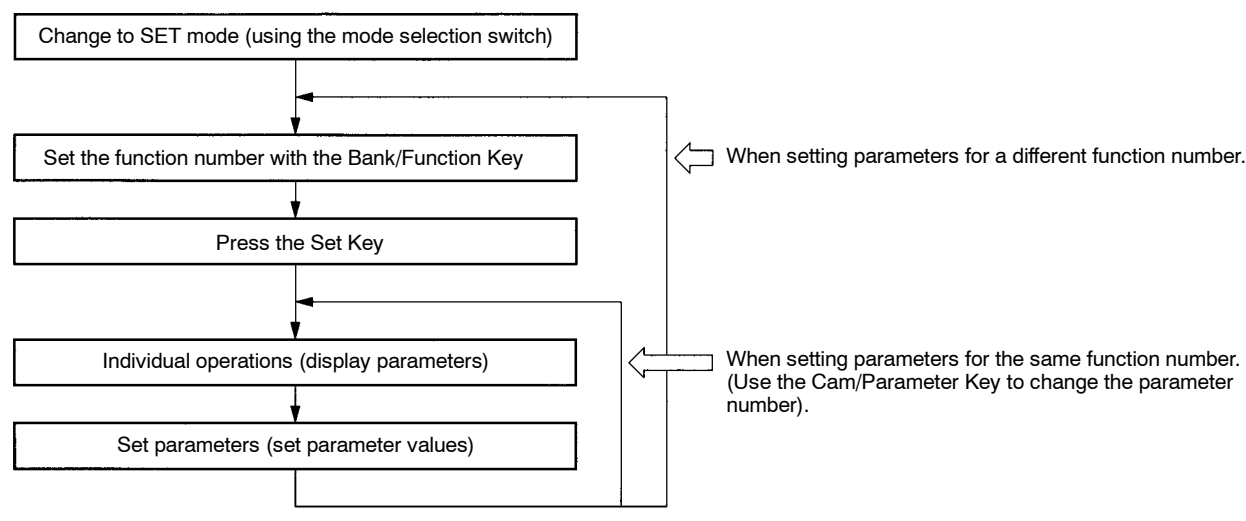 Change to SET mode (using the mode selection switch)
Set the function number with the Bank/Function Key
When setting parameters for a different function number.
Press the Set Key
Individual operations (display parameters)
When setting parameters for the same function number.
(Use the Cam/Parameter Key to change the parameter
number).
Set parameters (set parameter values)